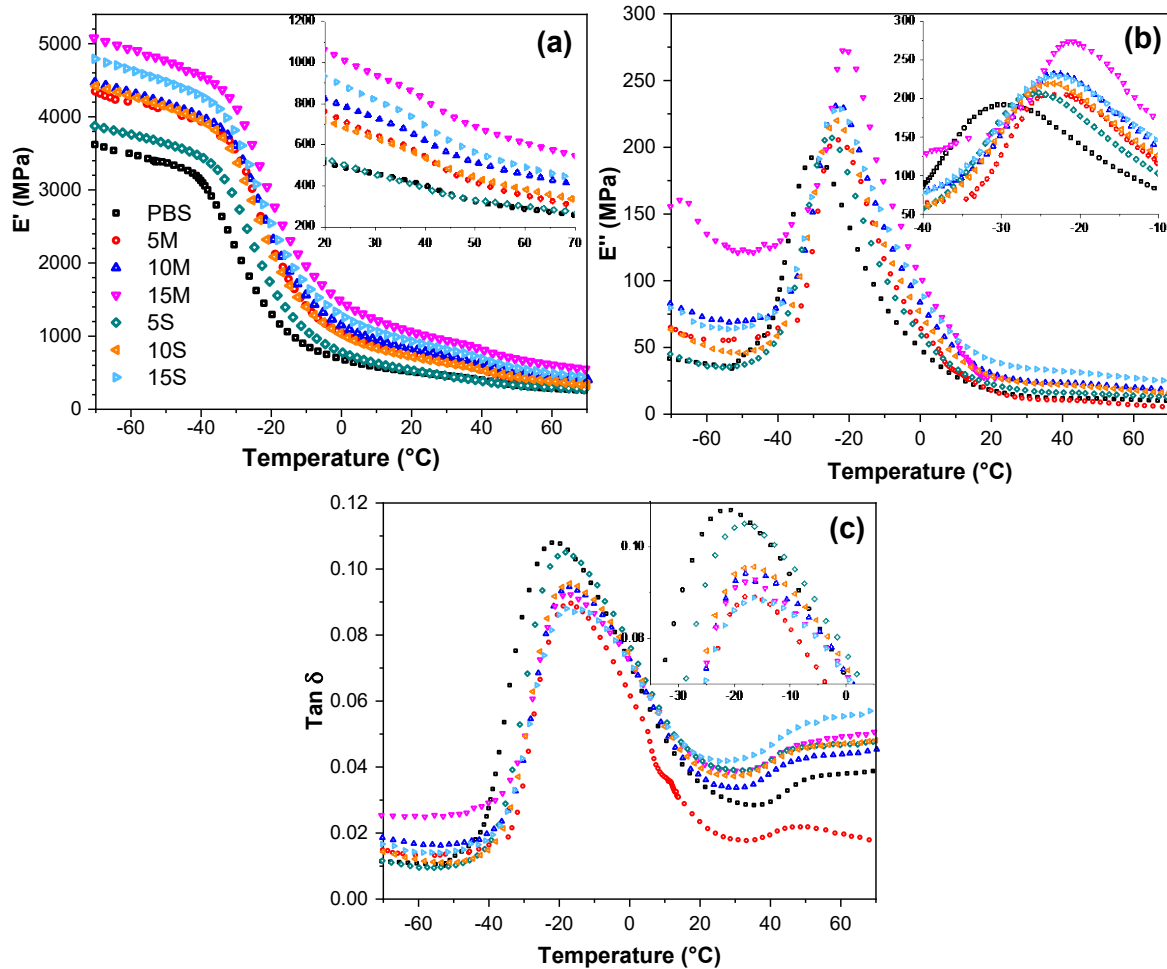 (a)
E' (MPa)
5000
4000
3000
2000
1000
0
1200
1000
800
600
400
200
20 30 40 50 60 70
PBS
5M
10M
15M
5S
10S
15S
-60 -40 -20 0 20 40 60
Temperature (°C)
(b)
E'' (MPa)
300
250
200
150
100
50
0
300
250
200
150
100
50
-40 -30 -20 -10
-60 -40 -20 0 20 40 60
Temperature (°C)
(c)
Tan δ
0.12
0.10
0.08
0.06
0.04
0.02
0.00
0.10
0.08
-30 -20 -10 0
-60 -40 -20 0 20 40 60
Temperature (°C)